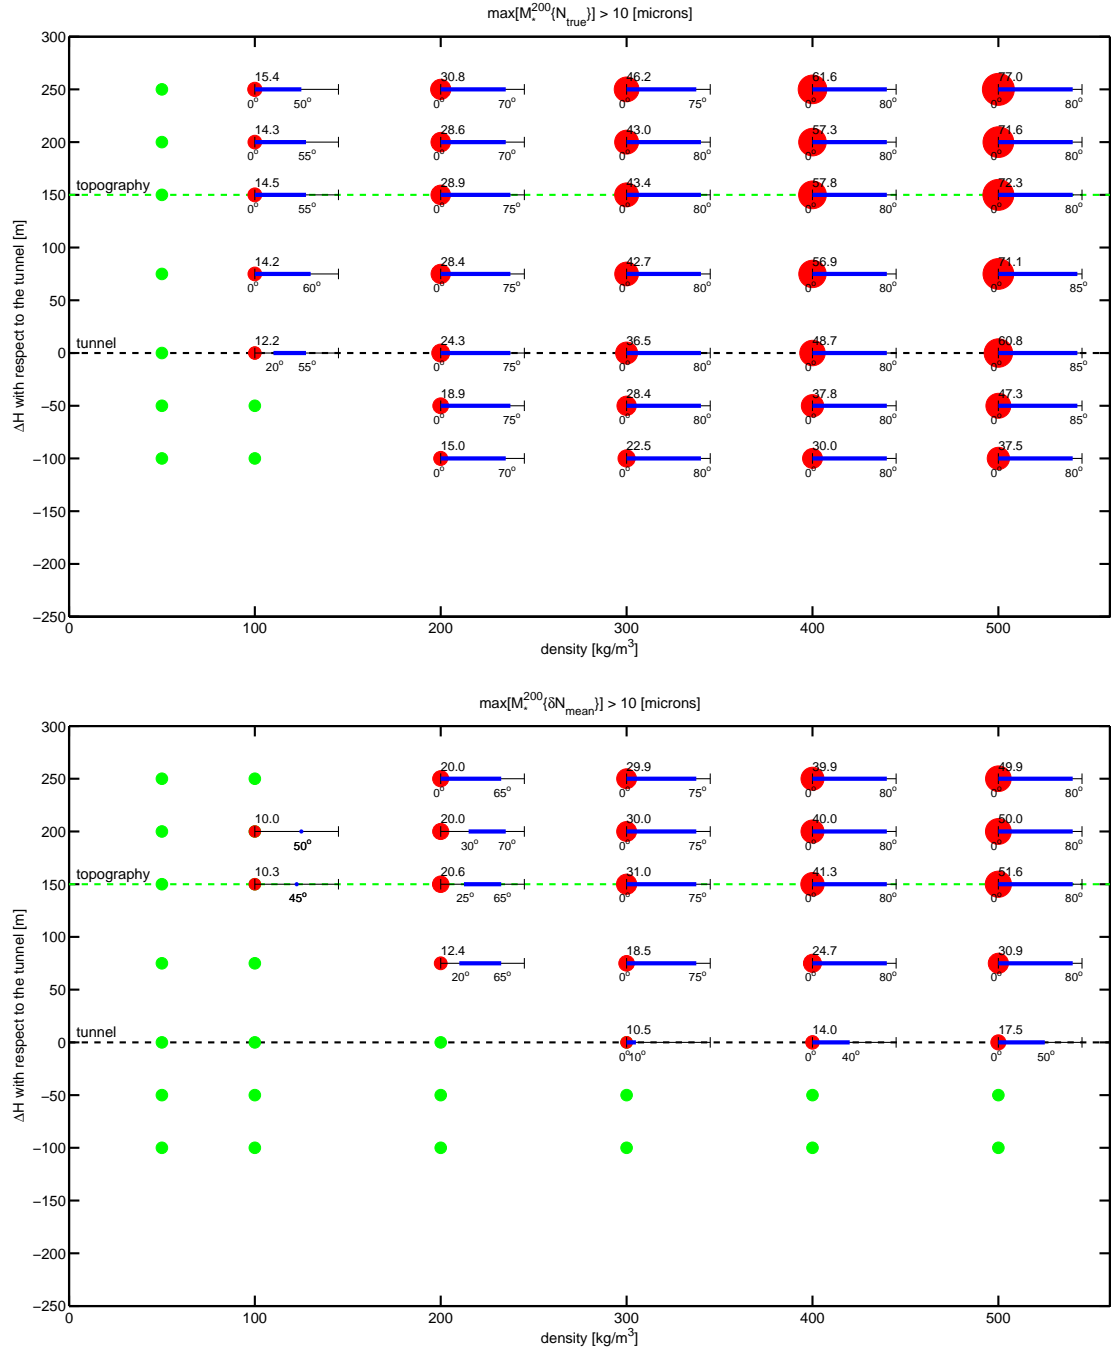 max[M*^200{N_true}] > 10 [microns]
300
15.4 30.8 46.2 61.6 77.0
250
0° 50° 0° 70° 0° 75° 0° 80° 0° 80°
14.3 28.6 43.0 57.3 71.6
200
0° 55° 0° 70° 0° 80° 0° 80° 0° 80°
topography 14.5 28.9 43.4 57.8 72.3
150
0° 55° 0° 75° 0° 80° 0° 80° 0° 80°
100
14.2 28.4 42.7 56.9 71.1
0° 60° 0° 75° 0° 80° 0° 80° 0° 85°
50
tunnel 12.2 24.3 36.5 48.7 60.8
0
20° 55° 0° 75° 0° 80° 0° 80° 0° 85°
18.9 28.4 37.8 47.3
−50
0° 75° 0° 80° 0° 80° 0° 85°
15.0 22.5 30.0 37.5
−100
0° 70° 0° 80° 0° 80° 0° 80°
−150
−200
−250
ΔH with respect to the tunnel [m]
0 100 200 300 400 500
density [kg/m³]
max[M*^200{δN_mean}] > 10 [microns]
300
20.0 29.9 39.9 49.9
250
0° 65° 0° 75° 0° 80° 0° 80°
10.0 20.0 30.0 40.0 50.0
200
50° 30° 70° 0° 75° 0° 80° 0° 80°
topography 10.3 20.6 31.0 41.3 51.6
150
45° 25° 65° 0° 75° 0° 80° 0° 80°
100
12.4 18.5 24.7 30.9
20° 65° 0° 75° 0° 80° 0° 80°
50
tunnel 10.5 14.0 17.5
0
0° 10° 0° 40° 0° 50°
−50
−100
−150
−200
−250
ΔH with respect to the tunnel [m]
0 100 200 300 400 500
density [kg/m³]